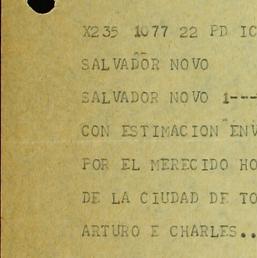 X235 1077 22 PD IC
SALVADOR NOVO
SALVADOR NOVO 1---
CON ESTIMACION ENV
POR EL MERECIDO HO
DE LA CIUDAD DE TO
ARTURO E CHARLES..